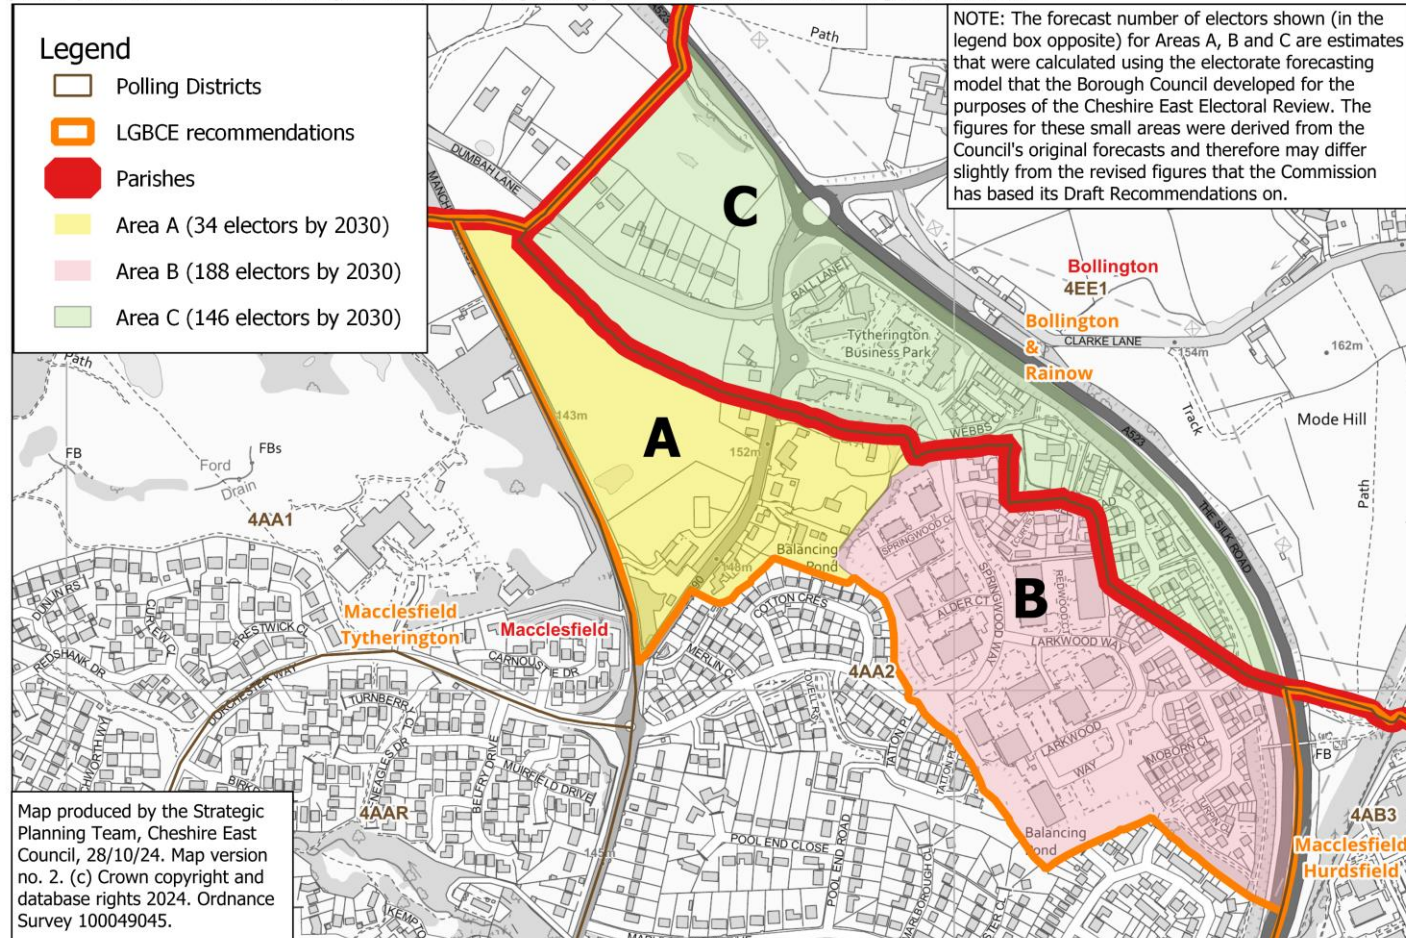 Legend
Polling Districts
LGBCE recommendations
Parishes
Area A (34 electors by 2030)
Area B (188 electors by 2030)
Area C (146 electors by 2030)
NOTE: The forecast number of electors shown (in the
legend box opposite) for Areas A, B and C are estimates
that were calculated using the electorate forecasting
model that the Borough Council developed for the
purposes of the Cheshire East Electoral Review. The
figures for these small areas were derived from the
Council's original forecasts and therefore may differ
slightly from the revised figures that the Commission
has based its Draft Recommendations on.
A523
Path
DUMBAH LANE
C
BALL LANE
Tytherington
Business Park
Bollington
4EE1
Bollington
&
Rainow
CLARKE LANE
154m
162m
Track
Mode Hill
Path
A523
THE SILK ROAD
WEBBS
Path
143m
A
152m
FB
FBs
Ford
Drain
4AA1
Balancing
Pond
148m
SPRINGWOOD CL
SPRINGWOOD WAY
ALDER CT
REDWOOD
B
LARKWOOD WAY
LARKWOOD
WAY
MOBORN CL
DUNLIN RS
CURLEW CL
PRESTWICK CL
REDSHANK DR
Macclesfield
Tytherington
Macclesfield
CARNOUSTIE DR
COTTON CRES
MERLIN CL
4AA2
DORCHESTER WAY
BELFRY DRIVE
MUIRFIELD DRIVE
4AAR
145m
TATTON PL
POOL END CLOSE
POOL END ROAD
MARLBOROUGH CL
Balancing
FB
4AB3
Macclesfield
Hurdsfield
Map produced by the Strategic
Planning Team, Cheshire East
Council, 28/10/24. Map version
no. 2. (c) Crown copyright and
database rights 2024. Ordnance
Survey 100049045.